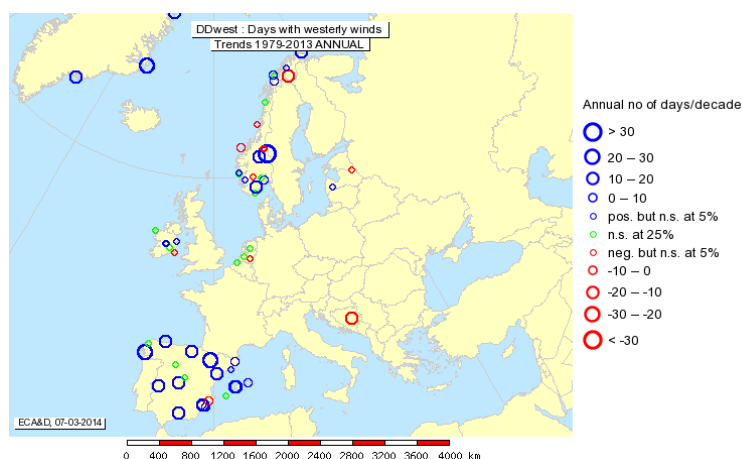 DDwest : Days with westerly winds
Trends 1979-2013 ANNUAL
Annual no of days/decade
> 30
20 – 30
10 – 20
0 – 10
pos. but n.s. at 5%
n.s. at 25%
neg. but n.s. at 5%
-10 – 0
-20 – -10
-30 – -20
< -30
ECA&D, 07-03-2014
0 400 800 1200 1600 2000 2400 2800 3200 3600 4000 km